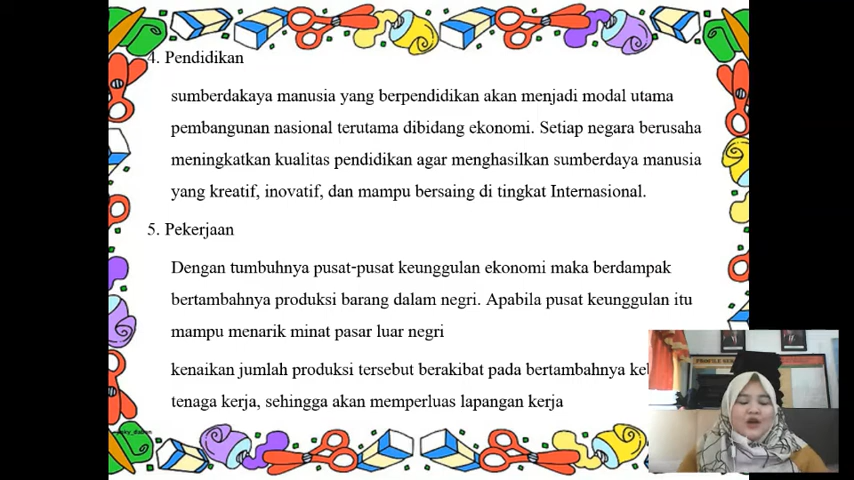 4. Pendidikan
sumberdakaya manusia yang berpendidikan akan menjadi modal utama
pembangunan nasional terutama dibidang ekonomi. Setiap negara berusaha
meningkatkan kualitas pendidikan agar menghasilkan sumberdaya manusia
yang kreatif, inovatif, dan mampu bersaing di tingkat Internasional.
5. Pekerjaan
Dengan tumbuhnya pusat-pusat keunggulan ekonomi maka berdampak
bertambahnya produksi barang dalam negri. Apabila pusat keunggulan itu
mampu menarik minat pasar luar negri
kenaikan jumlah produksi tersebut berakibat pada bertambahnya
tenaga kerja, sehingga akan memperluas lapangan kerja